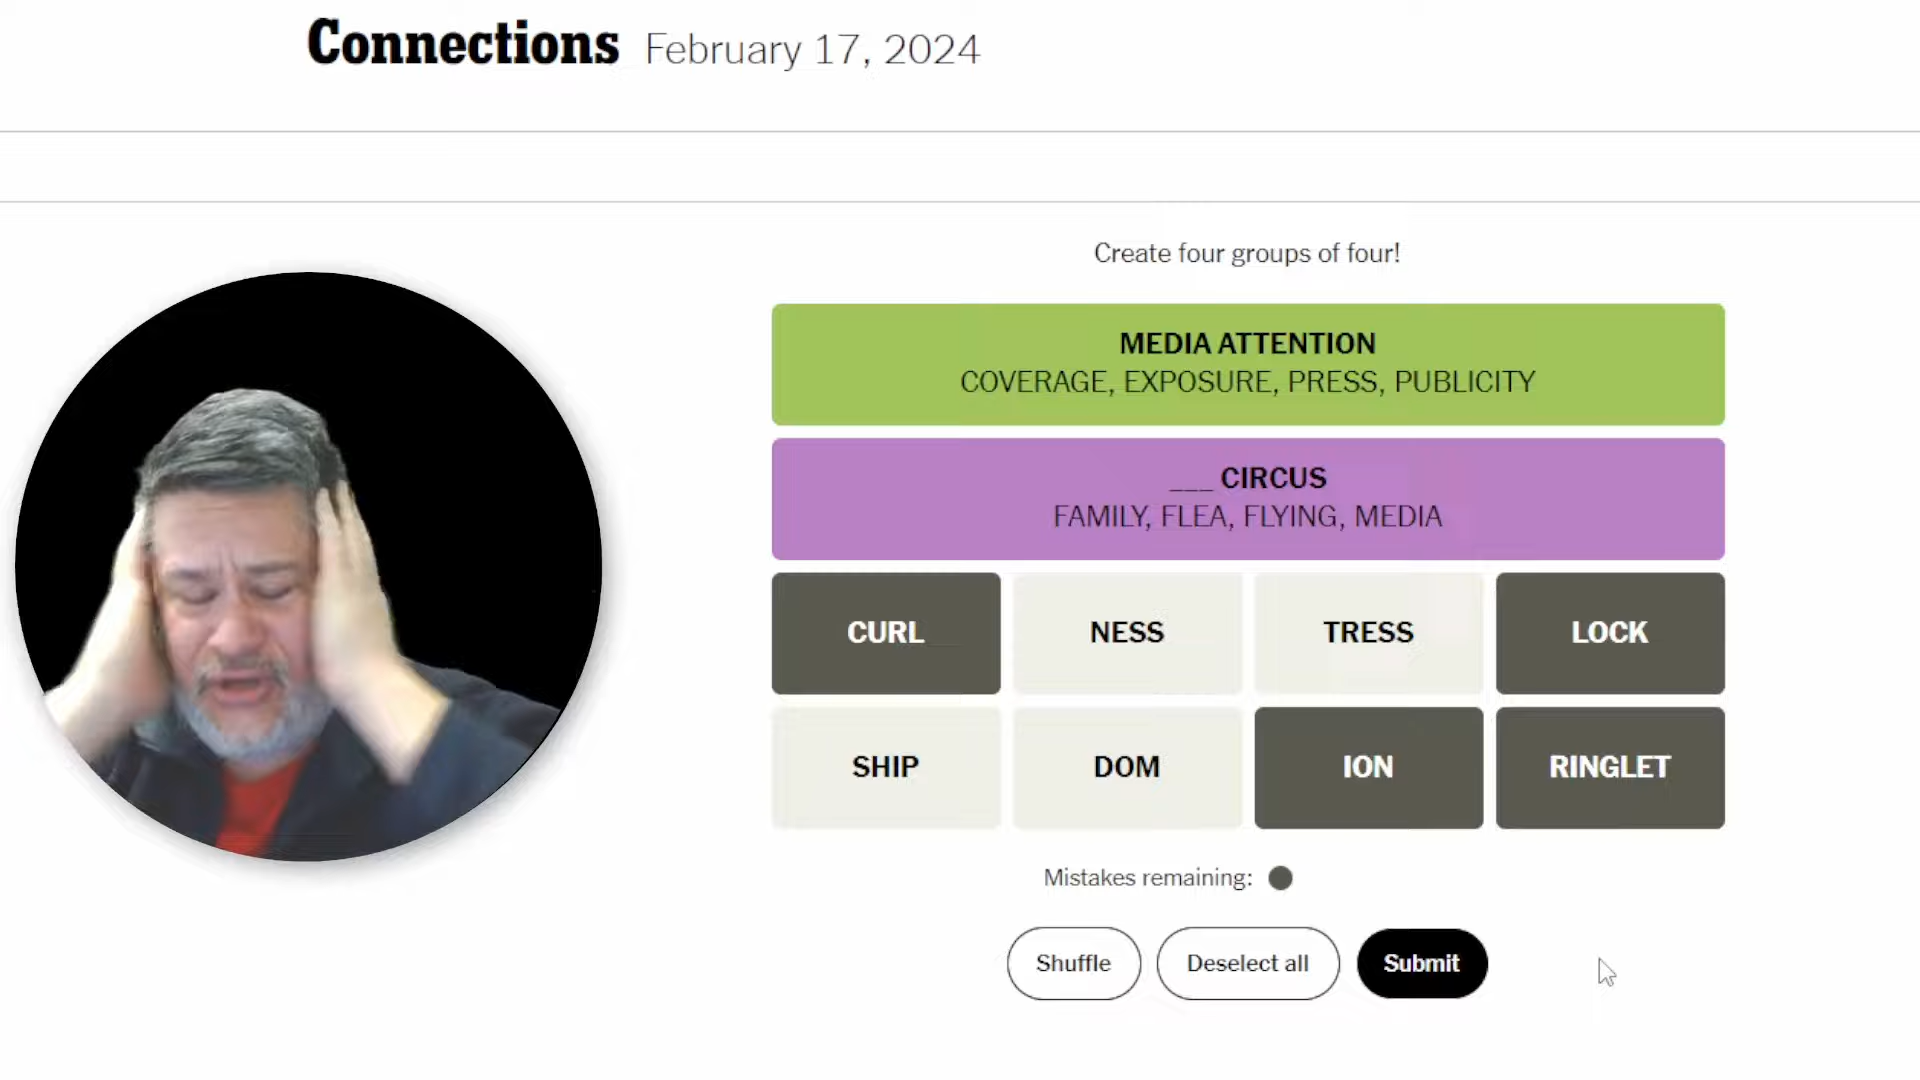 Connections February 17, 2024
Create four groups of four!
MEDIA ATTENTION
COVERAGE, EXPOSURE, PRESS, PUBLICITY
___ CIRCUS
FAMILY, FLEA, FLYING, MEDIA
CURL NESS TRESS LOCK
SHIP DOM ION RINGLET
Mistakes remaining:
Shuffle Deselect all Submit